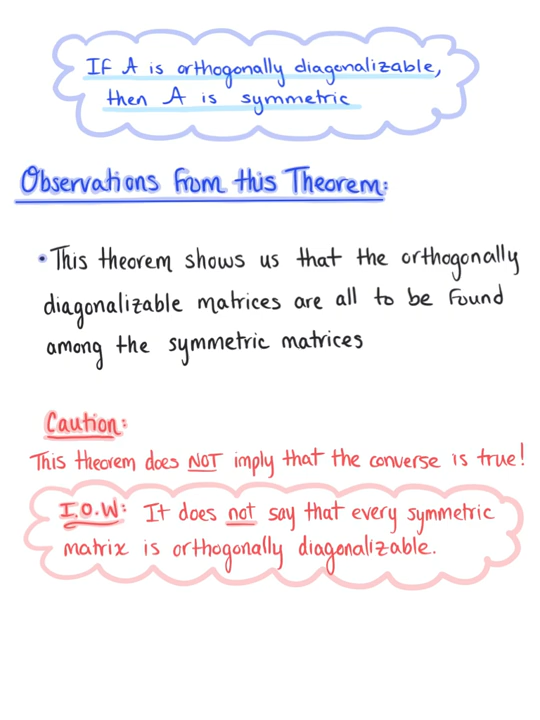 If A is orthogonally diagonalizable,
then A is symmetric
Observations from this Theorem:
• This theorem shows us that the orthogonally
diagonalizable matrices are all to be found
among the symmetric matrices
Caution:
This theorem does NOT imply that the converse is true!
I.O.W: It does not say that every symmetric
matrix is orthogonally diagonalizable.